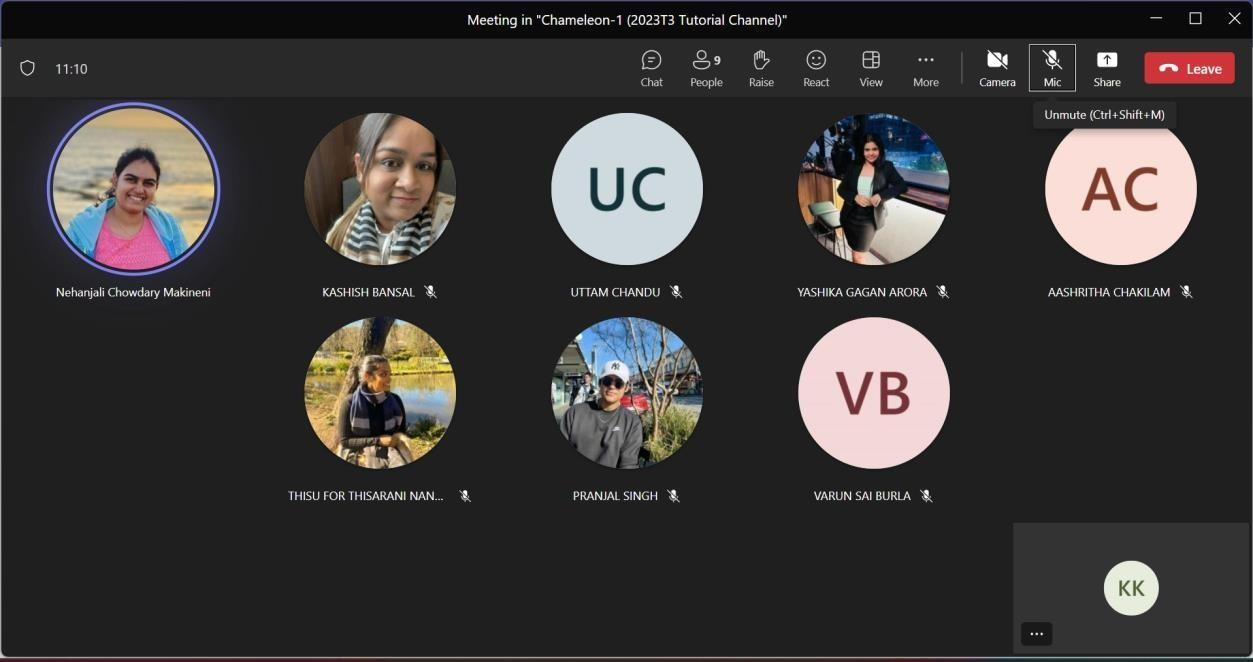 Meeting in "Chameleon-1 (2023T3 Tutorial Channel)"
11:10
Chat
9
People
Raise
React
View
More
Camera
Mic
Share
Leave
Unmute (Ctrl+Shift+M)
UC
AC
Nehanjali Chowdary Makineni
KASHISH BANSAL
UTTAM CHANDU
YASHIKA GAGAN ARORA
AASHRITHA CHAKILAM
VB
THISU FOR THISARANI NAN...
PRANJAL SINGH
VARUN SAI BURLA
KK